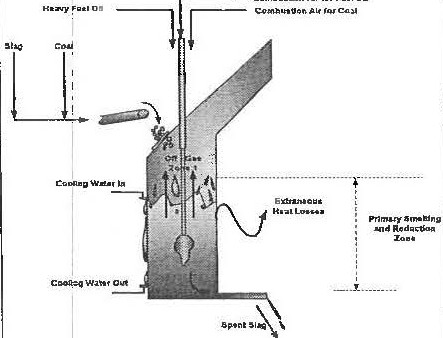 Heavy Fuel Oil
Combustion Air for Coal
Slag
Coal
Off-Gas
Zone 1
Cooling Water In
Extraneous
Heat Losses
Primary Smelting
and Reduction
Zone
Cooling Water Out
Spent Slag